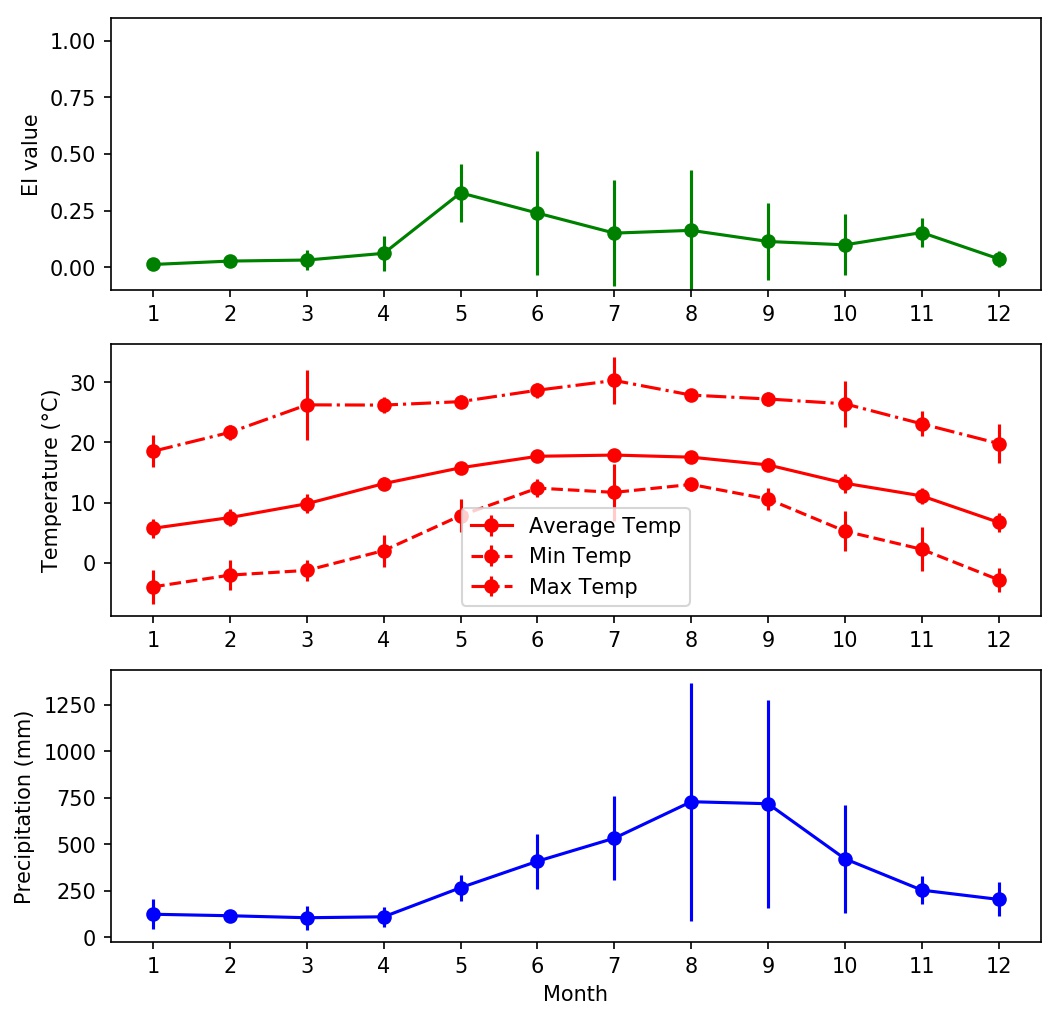 EI value
1.00
0.75
0.50
0.25
0.00
1 2 3 4 5 6 7 8 9 10 11 12
Temperature (°C)
30
20
10
0
Average Temp
Min Temp
Max Temp
1 2 3 4 5 6 7 8 9 10 11 12
Precipitation (mm)
1250
1000
750
500
250
0
1 2 3 4 5 6 7 8 9 10 11 12
Month